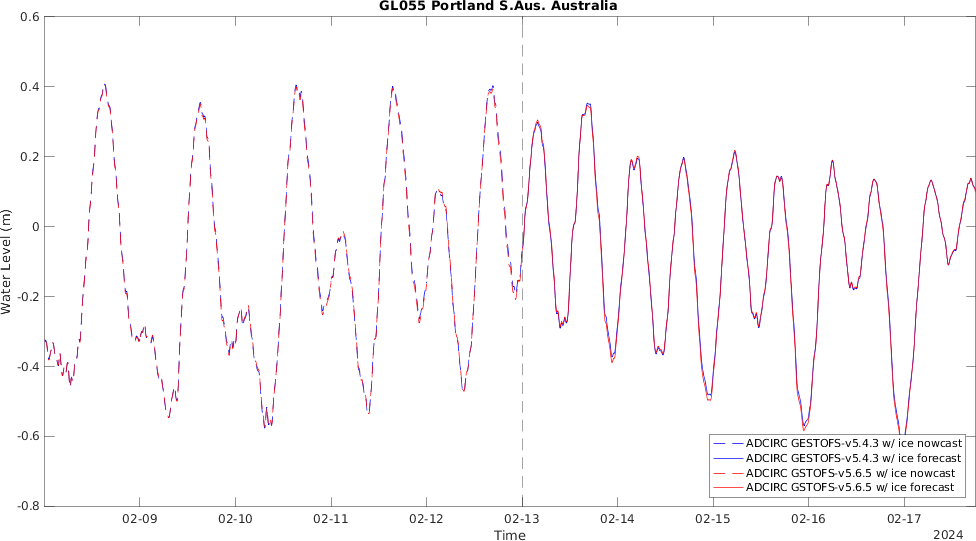 GL055 Portland S.Aus. Australia
0.6
0.4
0.2
0
-0.2
-0.4
-0.6
-0.8
Water Level (m)
ADCIRC GESTOFS-v5.4.3 w/ ice nowcast
ADCIRC GESTOFS-v5.4.3 w/ ice forecast
ADCIRC GSTOFS-v5.6.5 w/ ice nowcast
ADCIRC GSTOFS-v5.6.5 w/ ice forecast
02-09 02-10 02-11 02-12 02-13 02-14 02-15 02-16 02-17
Time
2024